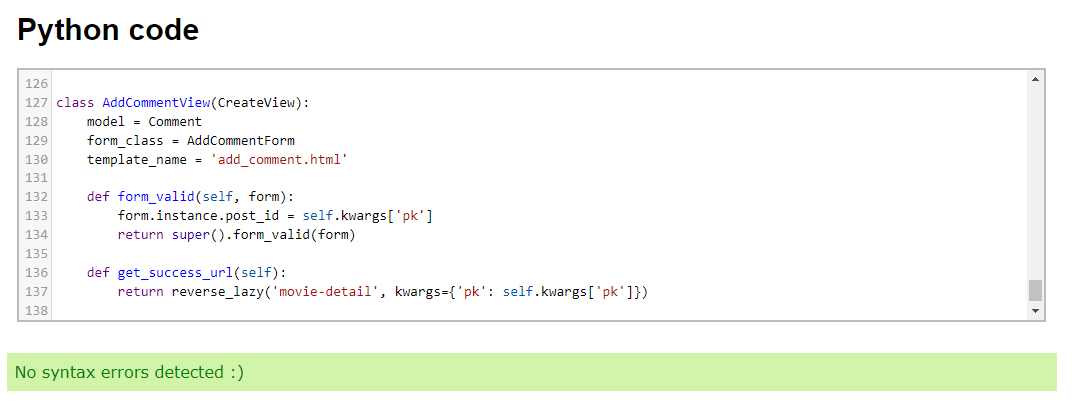 Python code
126
127 class AddCommentView(CreateView):
128     model = Comment
129     form_class = AddCommentForm
130     template_name = 'add_comment.html'
131
132     def form_valid(self, form):
133         form.instance.post_id = self.kwargs['pk']
134         return super().form_valid(form)
135
136     def get_success_url(self):
137         return reverse_lazy('movie-detail', kwargs={'pk': self.kwargs['pk']})
138
No syntax errors detected :)